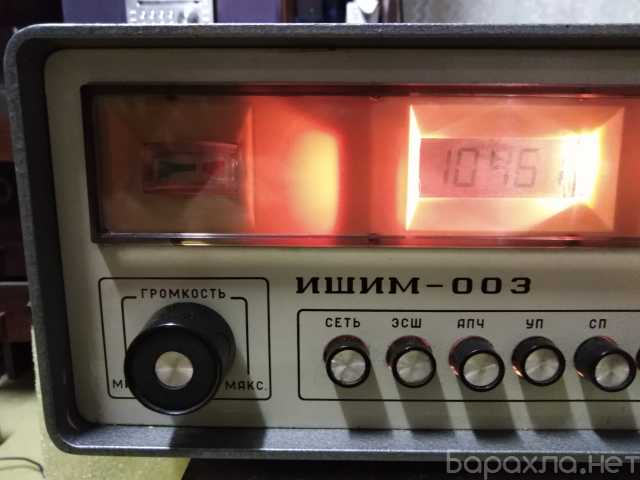 1045
ГРОМКОСТЬ
МАКС.
ИШИМ-003
СЕТЬ ЭСШ АПЧ УП СП
Барахла.Нет